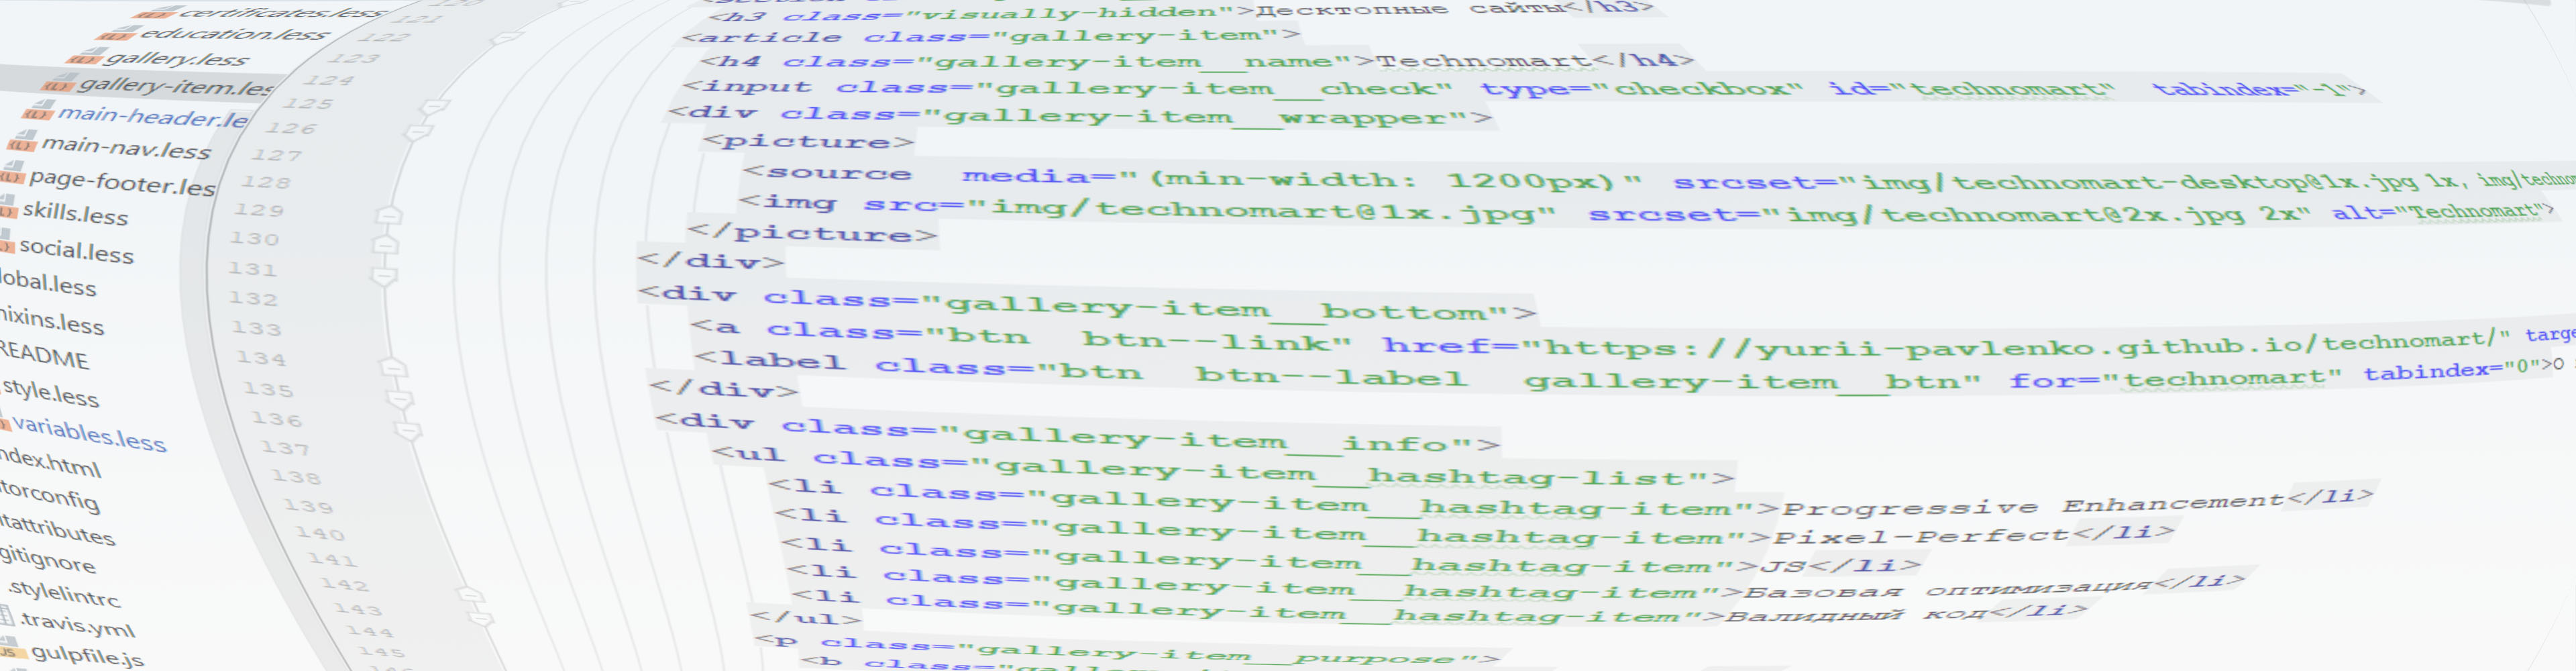 certificates.less
education.less
gallery.less
gallery-item.les
main-header.le
main-nav.less
page-footer.les
skills.less
social.less
lobal.less
nixins.less
README
style.less
variables.less
ndex.html
torconfig
tattributes
gitignore
.stylelintrc
.travis.yml
gulpfile.js
120
121
122
123
124
125
126
127
128
129
130
131
132
133
134
135
136
137
138
139
140
141
142
143
144
145
<h3 class="visually-hidden">Десктопные сайты</h3>
<article class="gallery-item">
<h4 class="gallery-item__name">Technomart</h4>
<input class="gallery-item__check" type="checkbox" id="technomart" tabindex="-1">
<div class="gallery-item__wrapper">
<picture>
<source media="(min-width: 1200px)" srcset="img/technomart-desktop@1x.jpg 1x, img/techno
<img src="img/technomart@1x.jpg" srcset="img/technomart@2x.jpg 2x" alt="Technomart">
</picture>
</div>
<div class="gallery-item__bottom">
<a class="btn btn--link" href="https://yurii-pavlenko.github.io/technomart/" targe
<label class="btn btn--label gallery-item__btn" for="technomart" tabindex="0">О
</div>
<div class="gallery-item__info">
<ul class="gallery-item__hashtag-list">
<li class="gallery-item__hashtag-item">Progressive Enhancement</li>
<li class="gallery-item__hashtag-item">Pixel-Perfect</li>
<li class="gallery-item__hashtag-item">JS</li>
<li class="gallery-item__hashtag-item">Базовая оптимизация</li>
<li class="gallery-item__hashtag-item">Валидный код</li>
</ul>
<p class="gallery-item__purpose">
<b class="